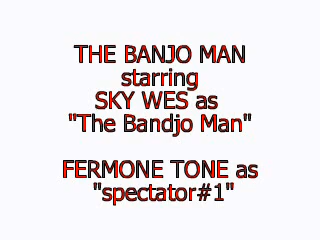 THE BANJO MAN
starring
SKY WES as
"The Bandjo Man"
FERMONE TONE as
"spectator#1"